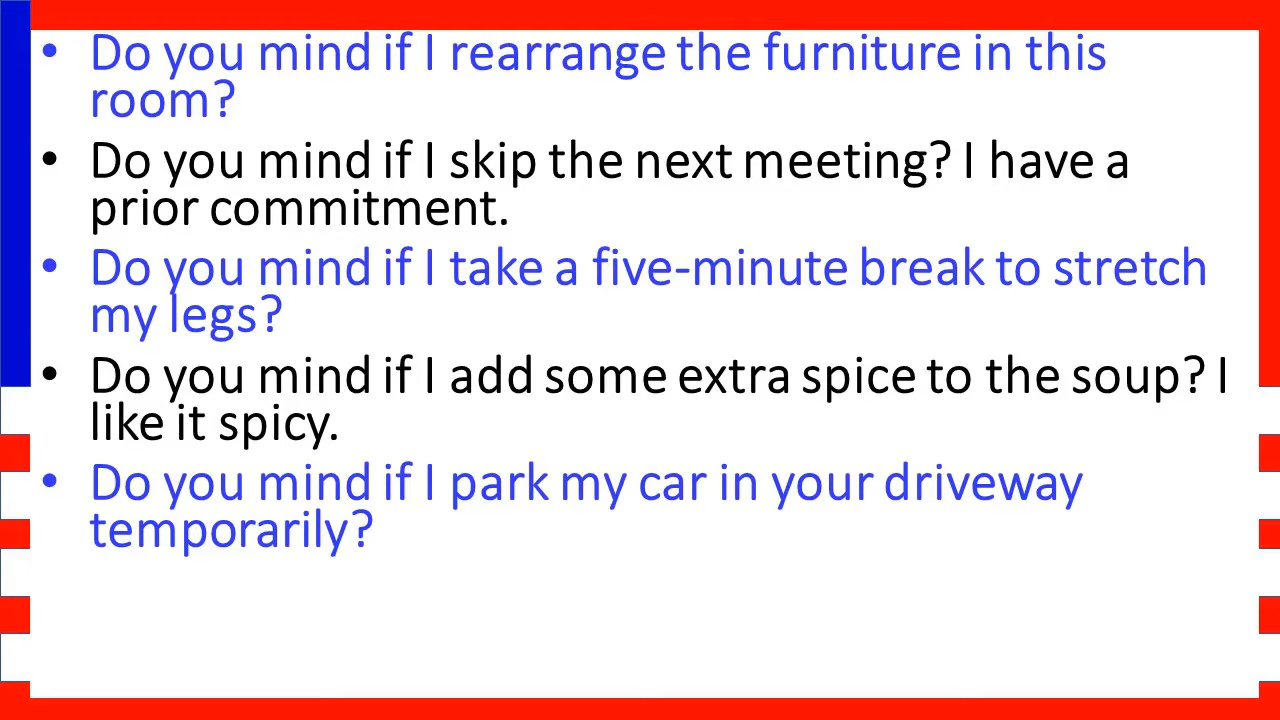 • Do you mind if I rearrange the furniture in this
room?
• Do you mind if I skip the next meeting? I have a
prior commitment.
• Do you mind if I take a five-minute break to stretch
my legs?
• Do you mind if I add some extra spice to the soup? I
like it spicy.
• Do you mind if I park my car in your driveway
temporarily?